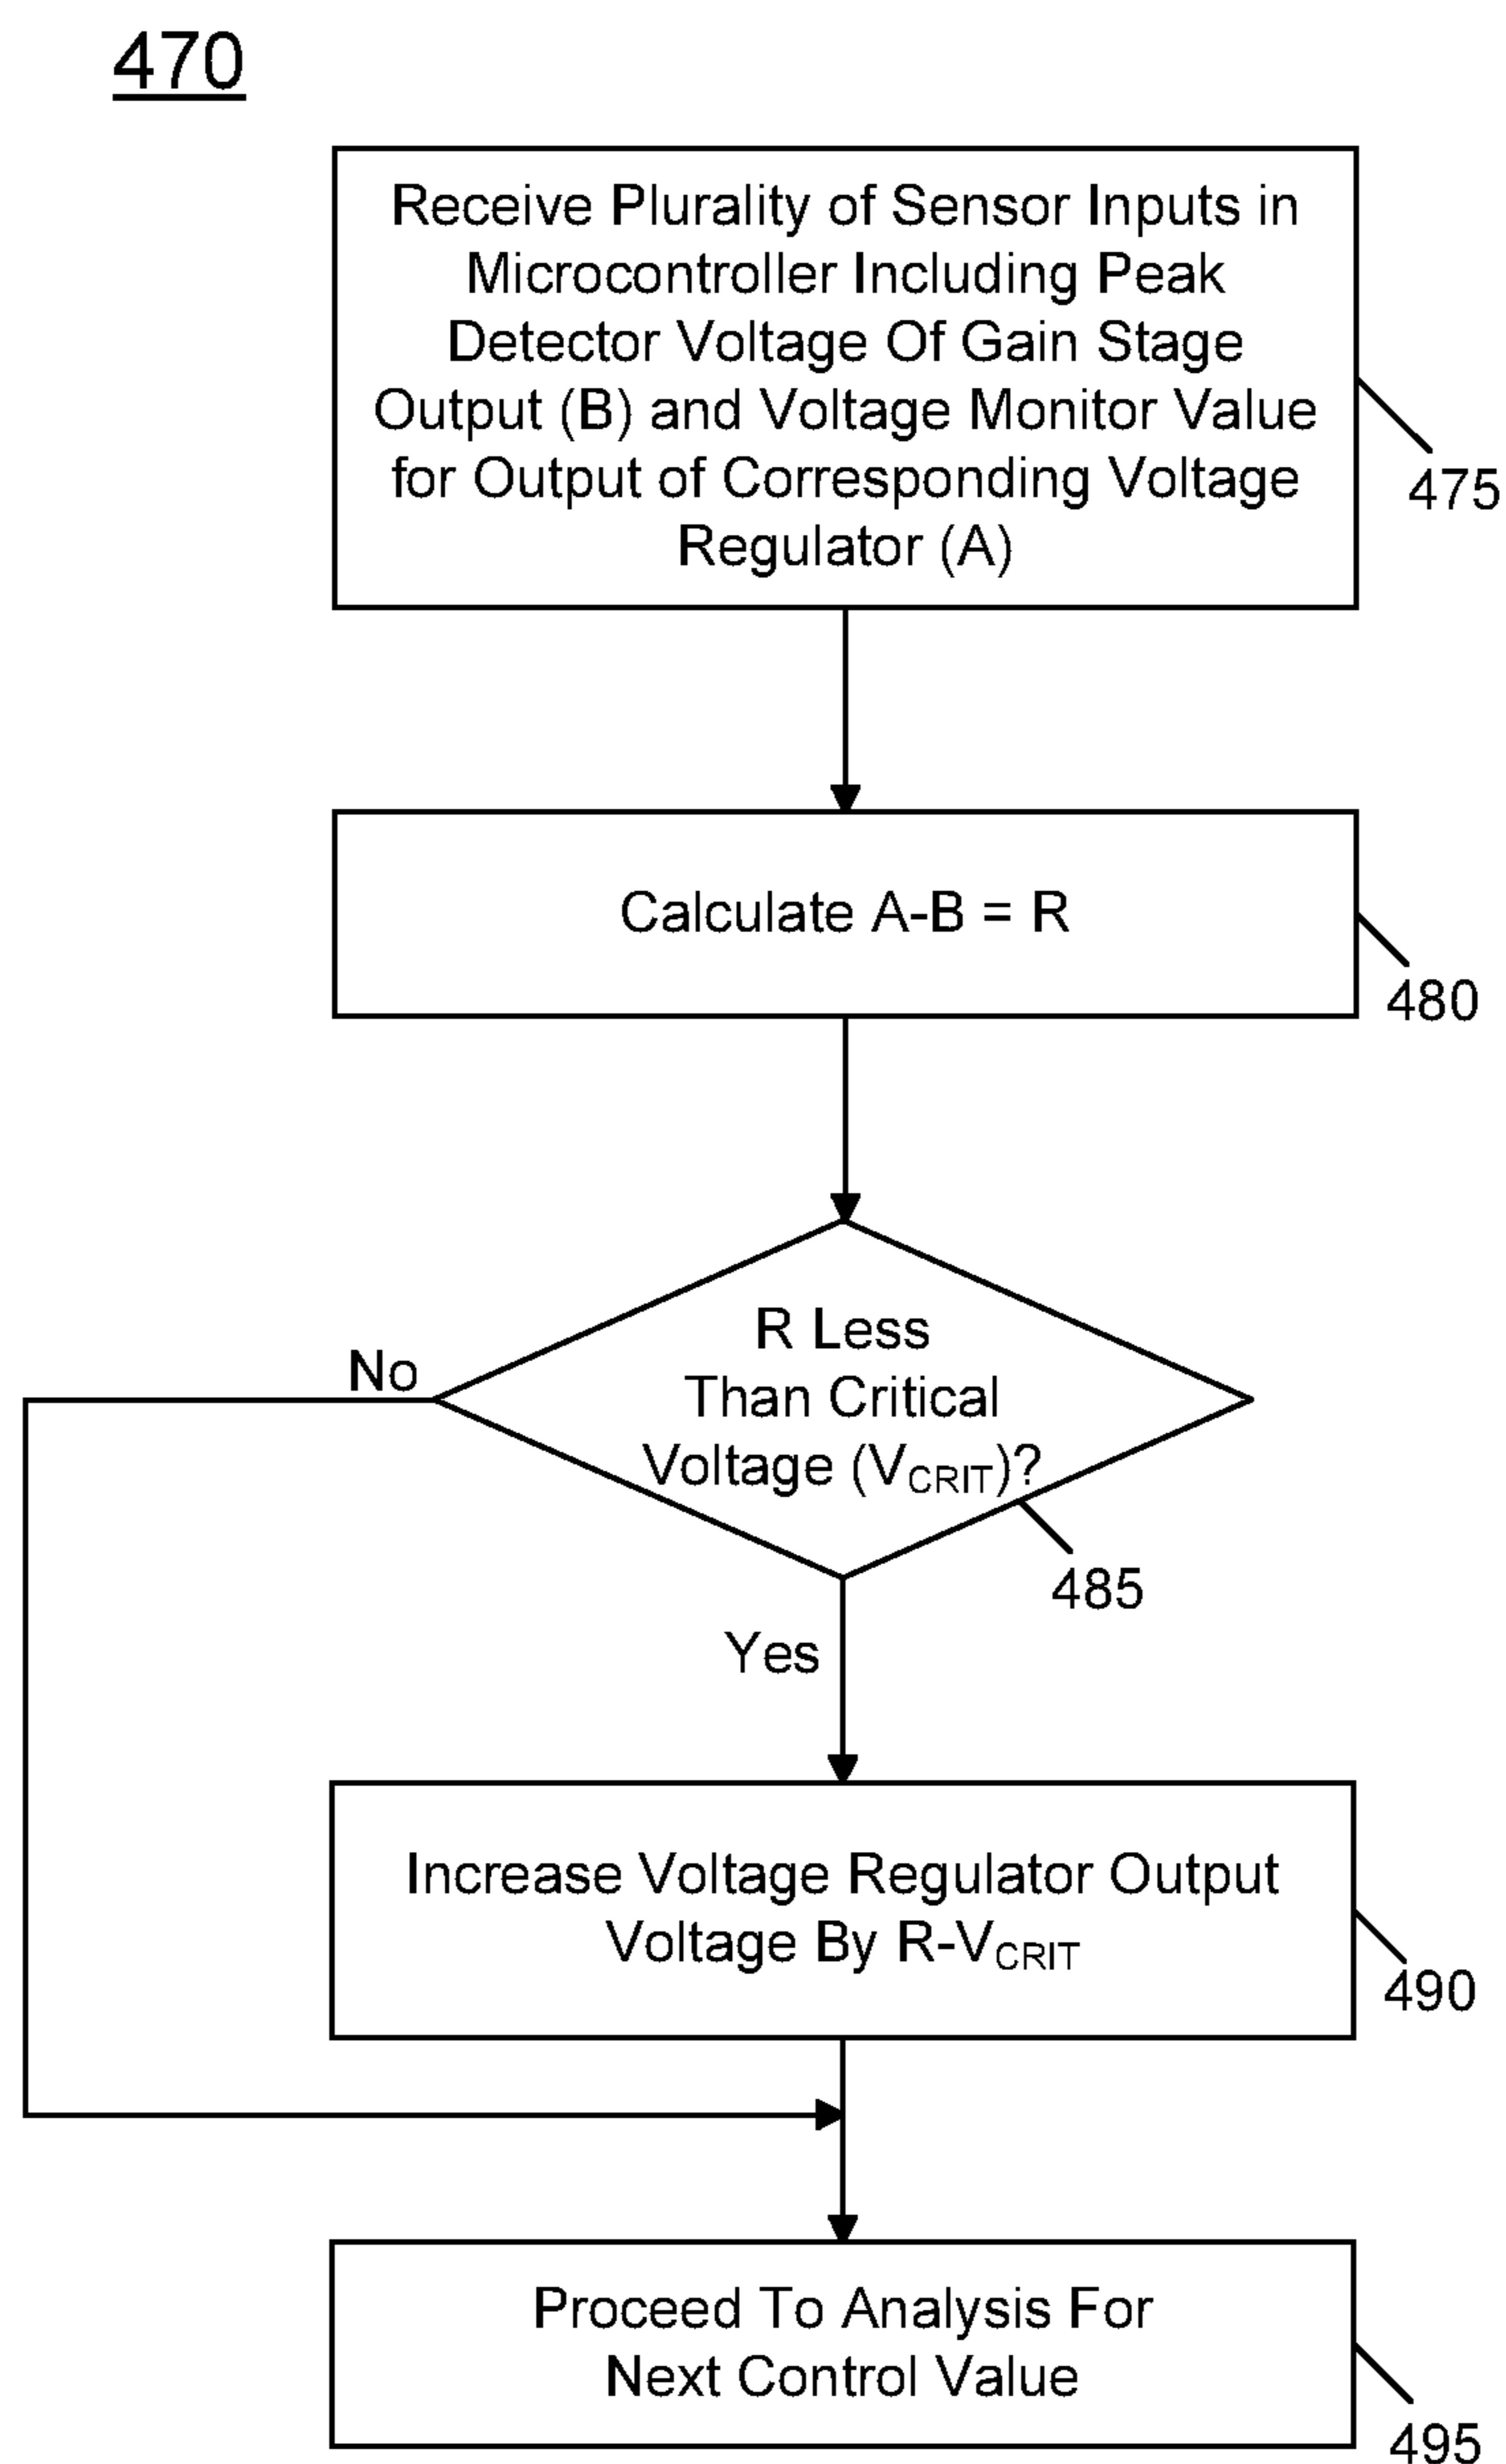 470
Receive Plurality of Sensor Inputs in
Microcontroller Including Peak
Detector Voltage Of Gain Stage
Output (B) and Voltage Monitor Value
for Output of Corresponding Voltage
Regulator (A)
475
Calculate A-B = R
480
R Less
Than Critical
Voltage (VCRIT)?
No
485
Yes
Increase Voltage Regulator Output
Voltage By R-VCRIT
490
Proceed To Analysis For
Next Control Value
495